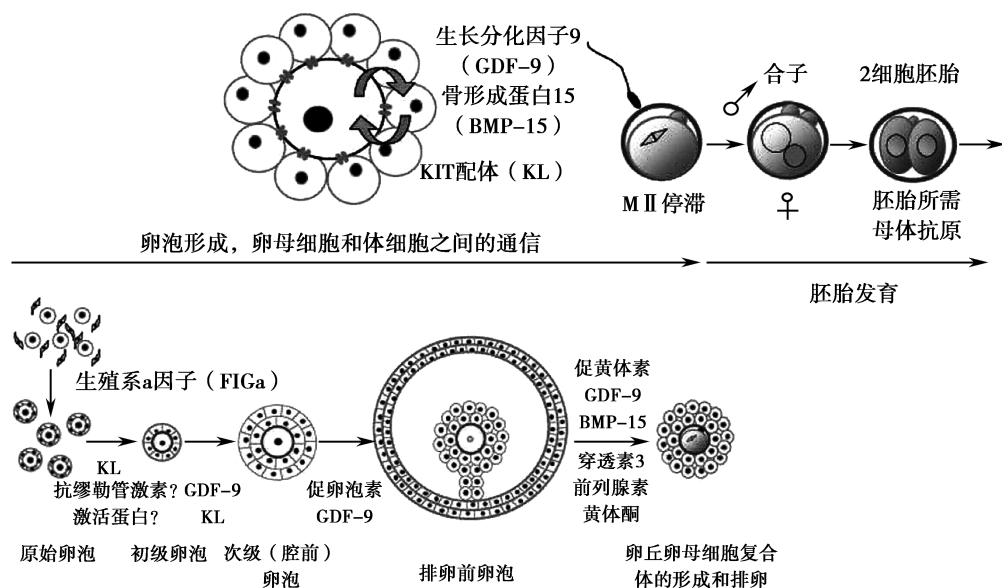 生长分化因子9
（GDF-9）
骨形成蛋白15
（BMP-15）
KIT配体（KL）
合子
2细胞胚胎
MⅡ停滞
♂
♀
胚胎所需
母体抗原
卵泡形成，卵母细胞和体细胞之间的通信
胚胎发育
生殖系a因子（FIGa）
KL
抗缪勒管激素？
激活蛋白？
GDF-9
KL
促卵泡素
GDF-9
促黄体素
GDF-9
BMP-15
穿透素3
前列腺素
黄体酮
原始卵泡
初级卵泡
次级（腔前）
卵泡
排卵前卵泡
卵丘卵母细胞复合
体的形成和排卵